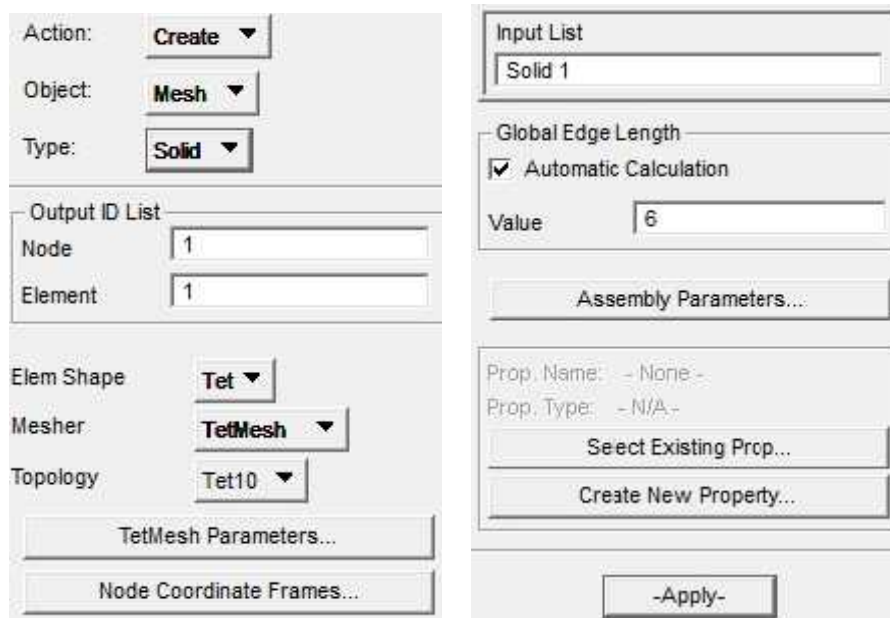 Action: Create
Object: Mesh
Type: Solid
Output ID List
Node 1
Element 1
Elem Shape Tet
Mesher TetMesh
Topology Tet10
TetMesh Parameters...
Node Coordinate Frames...
Input List
Solid 1
Global Edge Length
Automatic Calculation
Value 6
Assembly Parameters...
Prop. Name: - None -
Prop. Type: - N/A -
Select Existing Prop...
Create New Property...
-Apply-